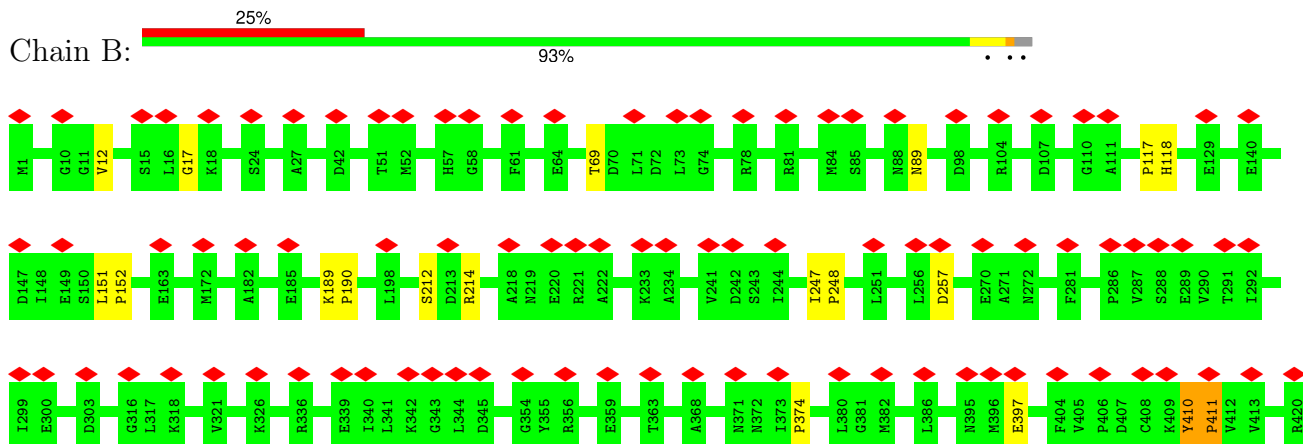 25%
Chain B:
93%
M1 G10 G11 V12 S15 L16 G17 K18 S24 A27 D42 T51 M52 H57 G58 F61 E64 T69 D70 L71 D72 L73 G74 R78 R81 M84 S85 N88 N89 D98 R104 D107 G110 A111 P117 H118 E129 E140
D147 I148 E149 S150 L151 P152 E163 M172 A182 E185 K189 P190 L198 S212 D213 R214 A218 N219 E220 R221 A222 K233 A234 V241 D242 S243 I244 I247 P248 L251 L256 D257 E270 A271 N272 F281 P286 V287 S288 E289 V290 T291 I292
I299 E300 D303 G316 L317 K318 V321 K326 R336 E339 I340 L341 K342 G343 L344 D345 G354 Y355 R356 E359 T363 A368 N371 N372 I373 P374 L380 G381 M382 L386 N395 N396 E397 F404 V405 P406 D407 C408 K409 Y410 P411 V412 V413 R420